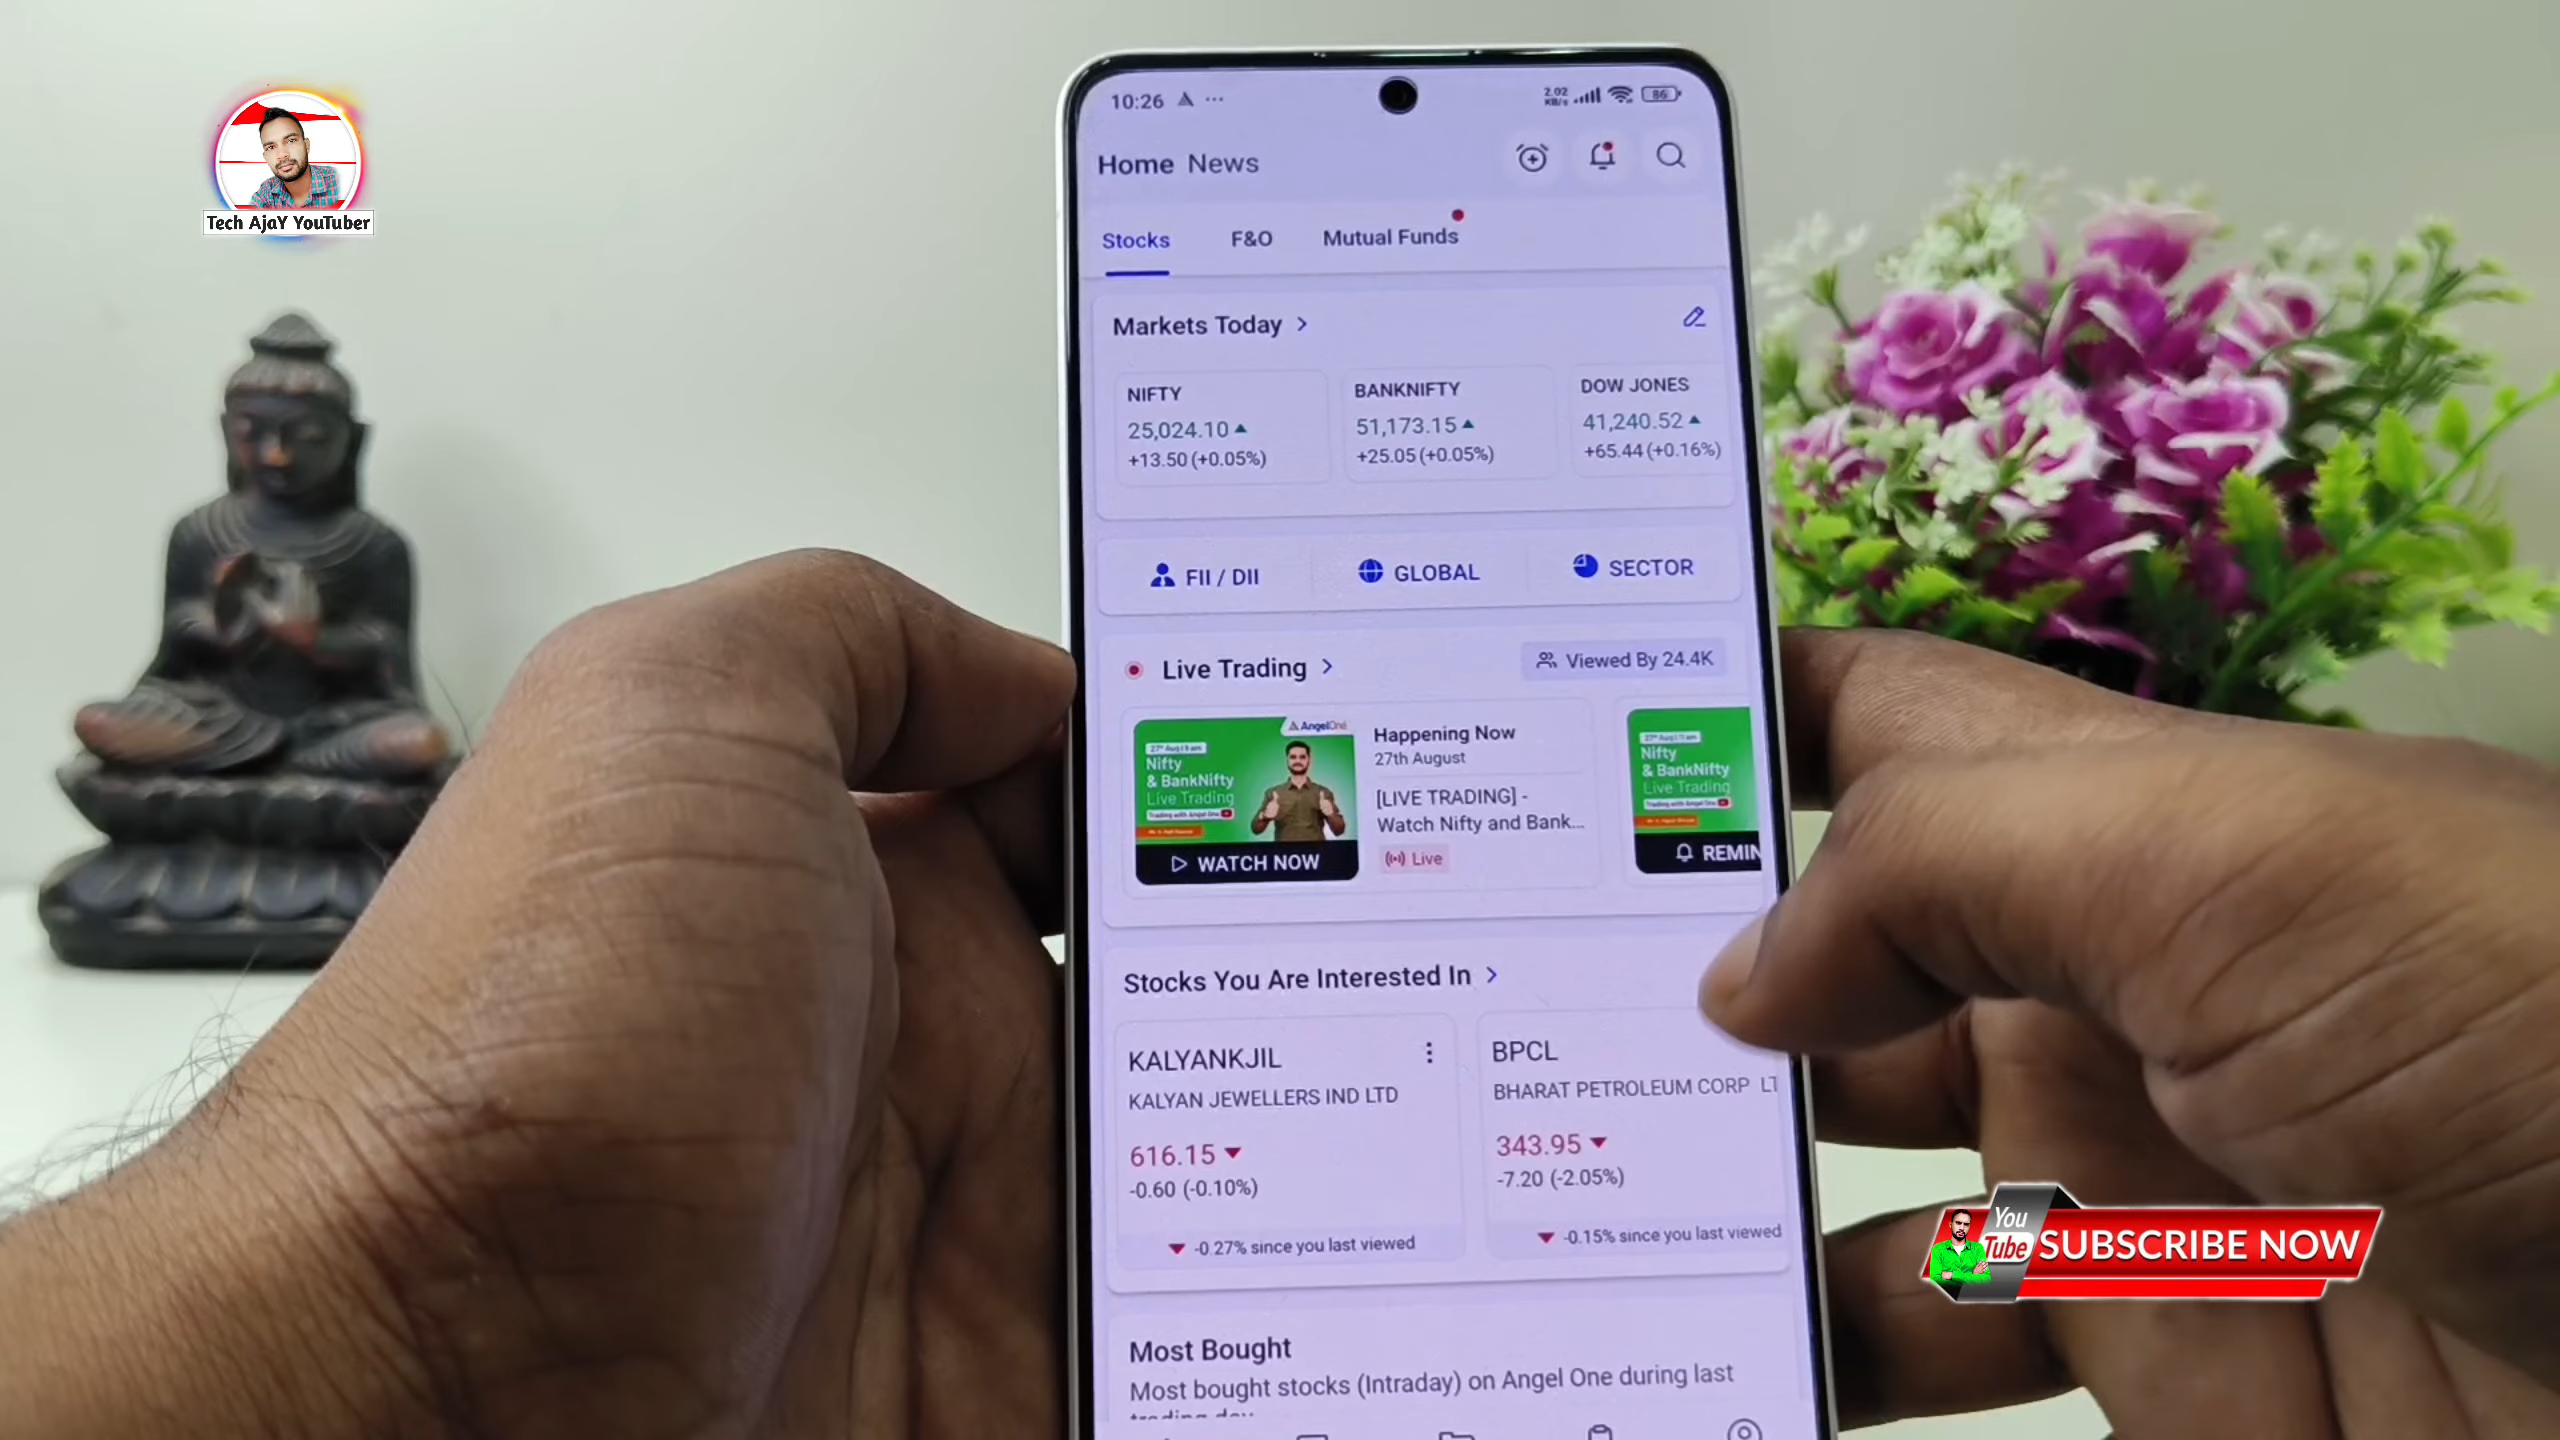 Tech AjaY YouTuber
10:26
2.02
KB/s
86
Home News
Stocks F&O Mutual Funds
Markets Today
NIFTY
25,024.10
+13.50 (+0.05%)
BANKNIFTY
51,173.15
+25.05 (+0.05%)
DOW JONES
41,240.52
+65.44 (+0.16%)
FII / DII
GLOBAL
SECTOR
Live Trading
Viewed By 24.4K
AngelOne
Nifty
& BankNifty
Live Trading
WATCH NOW
Happening Now
27th August
[LIVE TRADING] -
Watch Nifty and Bank...
Live
Nifty
& BankNifty
Live Trading
REMIN
Stocks You Are Interested In
KALYANKJIL
KALYAN JEWELLERS IND LTD
616.15
-0.60 (-0.10%)
-0.27% since you last viewed
BPCL
BHARAT PETROLEUM CORP LT
343.95
-7.20 (-2.05%)
-0.15% since you last viewed
You
Tube
SUBSCRIBE NOW
Most Bought
Most bought stocks (Intraday) on Angel One during last